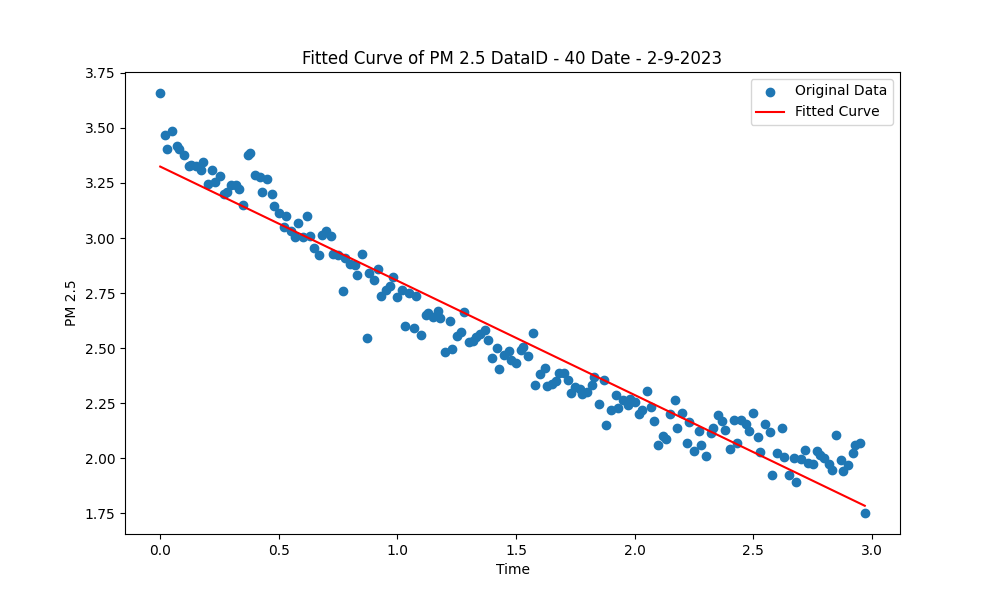 Fitted Curve of PM 2.5 DataID - 40 Date - 2-9-2023
Original Data
Fitted Curve
PM 2.5
3.75
3.50
3.25
3.00
2.75
2.50
2.25
2.00
1.75
0.0 0.5 1.0 1.5 2.0 2.5 3.0
Time